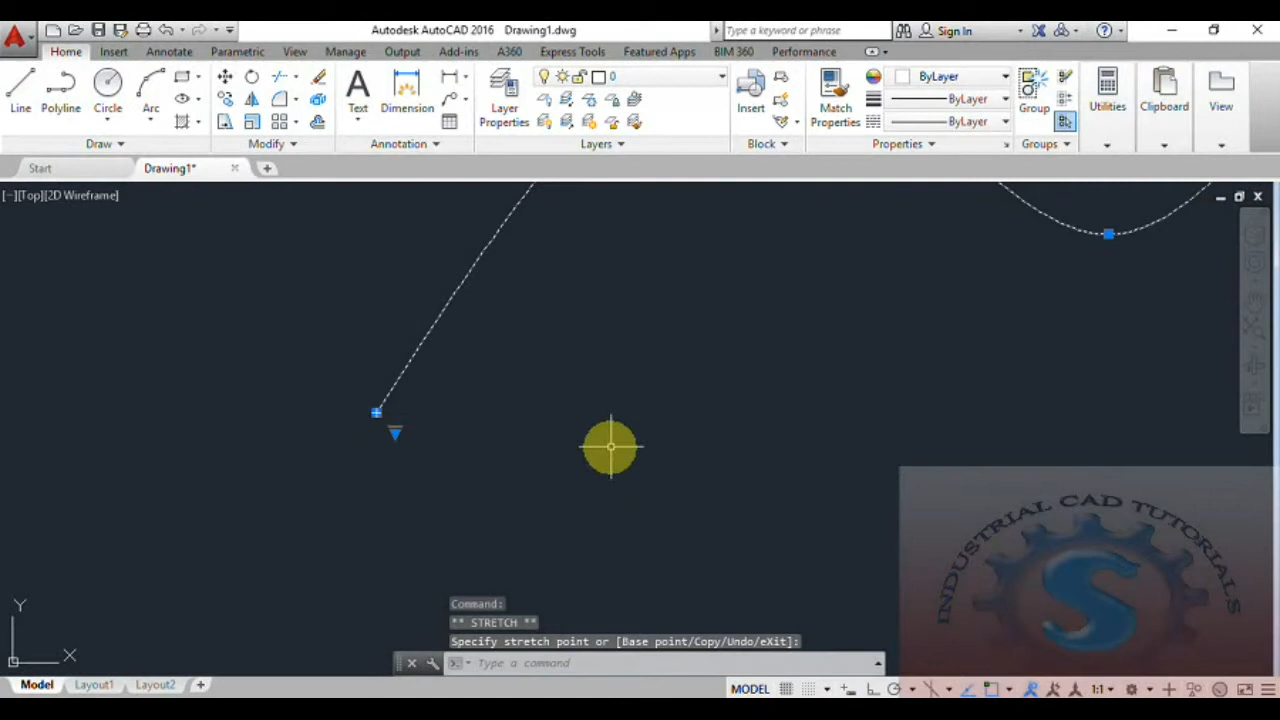 Autodesk AutoCAD 2016 Drawing1.dwg
Type a keyword or phrase
Sign In
Home Insert Annotate Parametric View Manage Output Add-ins A360 Express Tools Featured Apps BIM 360 Performance
0
ByLayer
ByLayer
ByLayer
Line Polyline Circle Arc
Text Dimension
Layer
Properties
Insert
Match
Properties
Group
Utilities Clipboard View
Draw Modify Annotation Layers Block Properties Groups
Start Drawing1*
[−][Top][2D Wireframe]
INDUSTRIAL CAD TUTORIALS
S
Y
X
Command:
** STRETCH **
Specify stretch point or [Base point/Copy/Undo/eXit]:
Type a command
Model Layout1 Layout2
MODEL
1:1